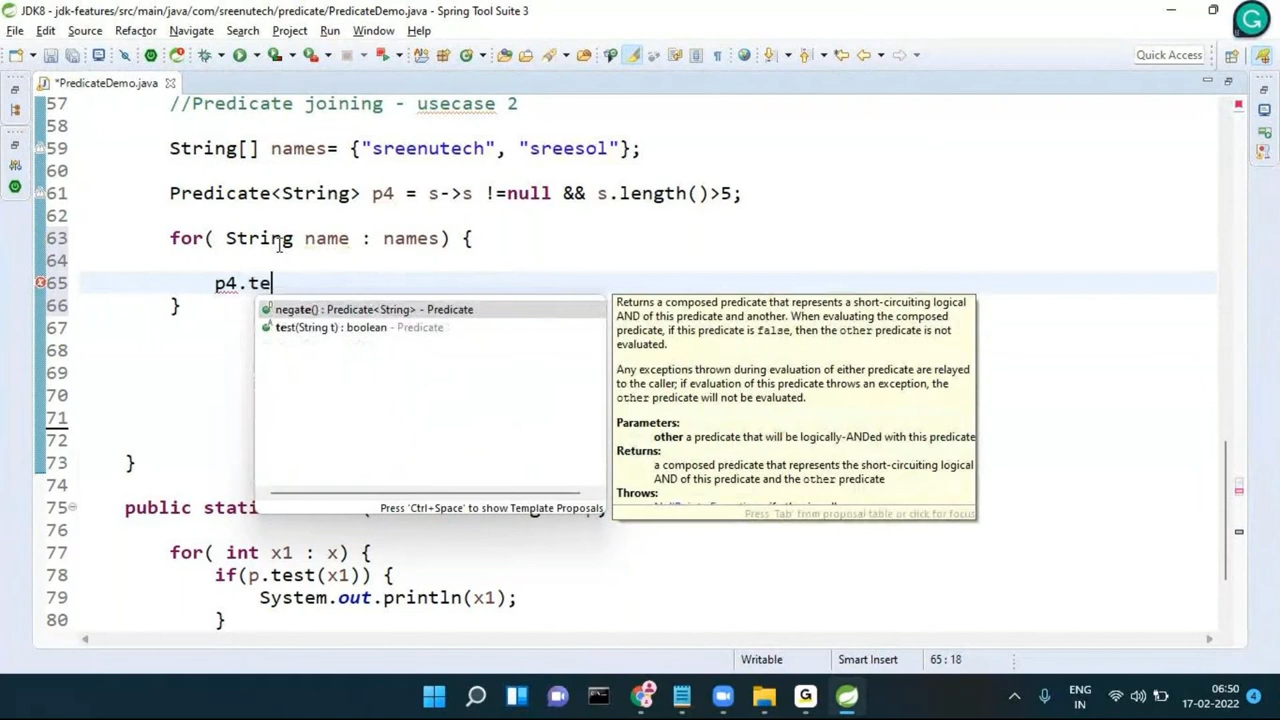 JDK8 - jdk-features/src/main/java/com/sreenutech/predicate/PredicateDemo.java - Spring Tool Suite 3
File Edit Source Refactor Navigate Search Project Run Window Help
Quick Access
*PredicateDemo.java
57 //Predicate joining - usecase 2
58
59 String[] names= {"sreenutech", "sreesol"};
60
61 Predicate<String> p4 = s->s !=null && s.length()>5;
62
63 for( String name : names) {
64
65 p4.te
66 }
67
68
69
70
71
72
73 }
74
75 public stati
76
77 for( int x1 : x) {
78 if(p.test(x1)) {
79 System.out.println(x1);
80 }
negate() : Predicate<String> - Predicate
test(String t) : boolean - Predicate
Press 'Ctrl+Space' to show Template Proposals
Returns a composed predicate that represents a short-circuiting logical
AND of this predicate and another. When evaluating the composed
predicate, if this predicate is false, then the other predicate is not
evaluated.
Any exceptions thrown during evaluation of either predicate are relayed
to the caller; if evaluation of this predicate throws an exception, the
other predicate will not be evaluated.
Parameters:
other a predicate that will be logically-ANDed with this predicate
Returns:
a composed predicate that represents the short-circuiting logical
AND of this predicate and the other predicate
Throws:
Press 'Tab' from proposal table or click for focus
Writable Smart Insert 65 : 18
ENG
IN
06:50
17-02-2022
4